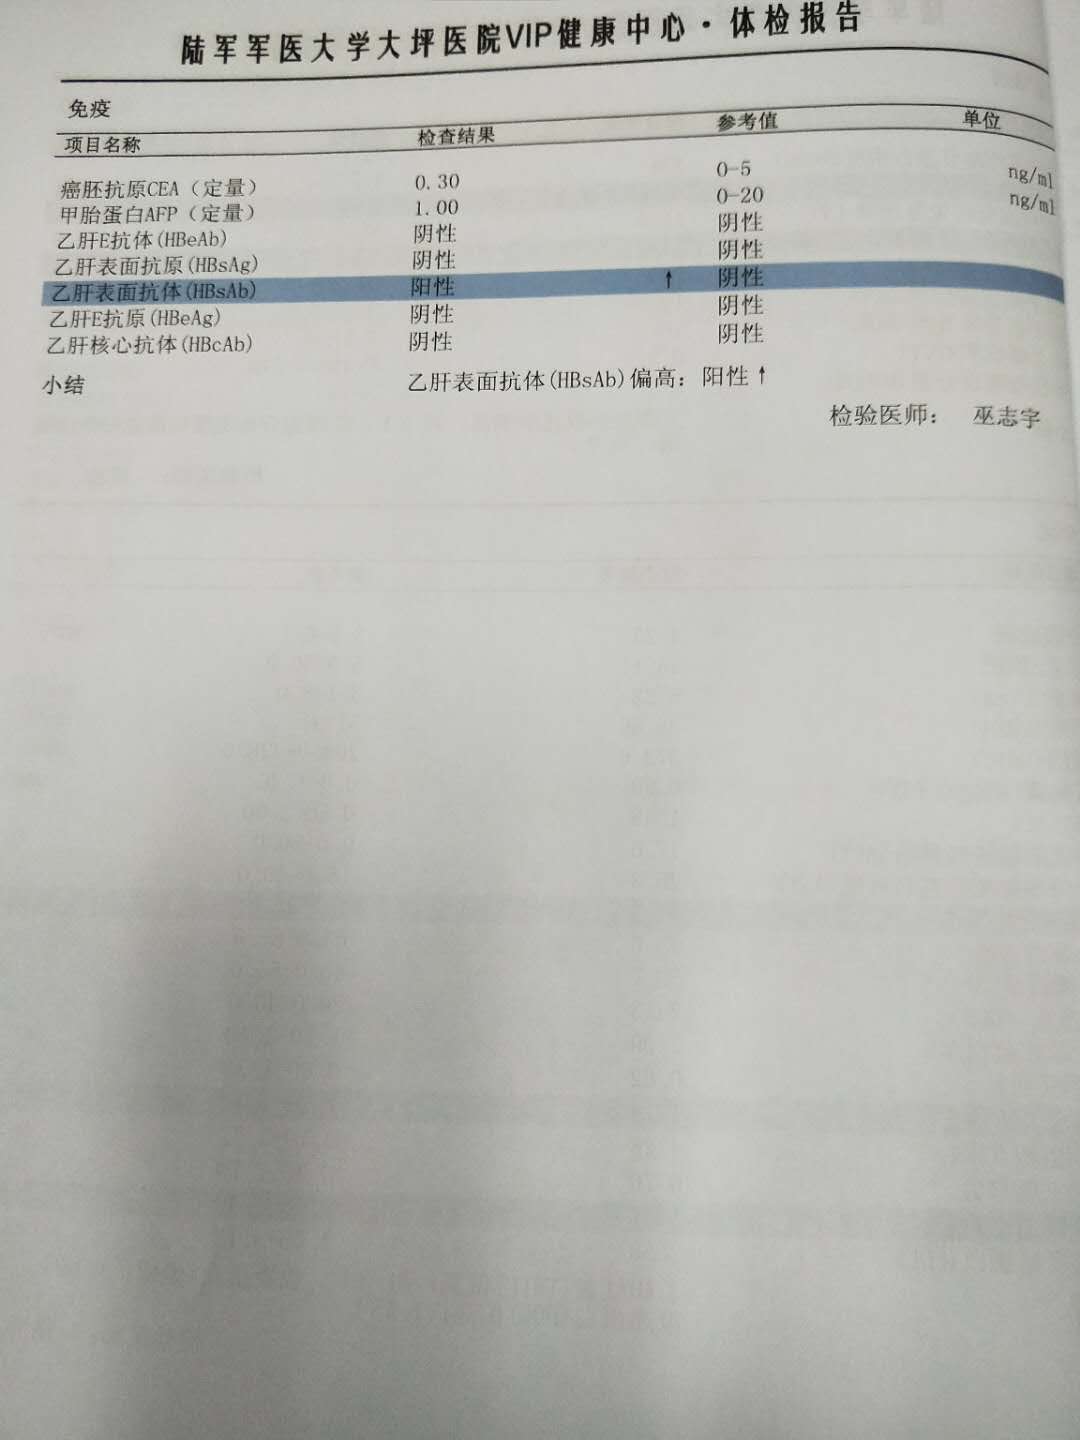 陆军军医大学大坪医院VIP健康中心·体检报告
免疫
项目名称 检查结果 参考值 单位
癌胚抗原CEA（定量） 0.30 0-5 ng/ml
甲胎蛋白AFP（定量） 1.00 0-20 ng/ml
乙肝E抗体(HBeAb) 阴性 阴性
乙肝表面抗原(HBsAg) 阴性 阴性
乙肝表面抗体(HBsAb) 阳性 ↑ 阴性
乙肝E抗原(HBeAg) 阴性 阴性
乙肝核心抗体(HBcAb) 阴性 阴性
小结 乙肝表面抗体(HBsAb)偏高：阳性↑
检验医师： 巫志宇